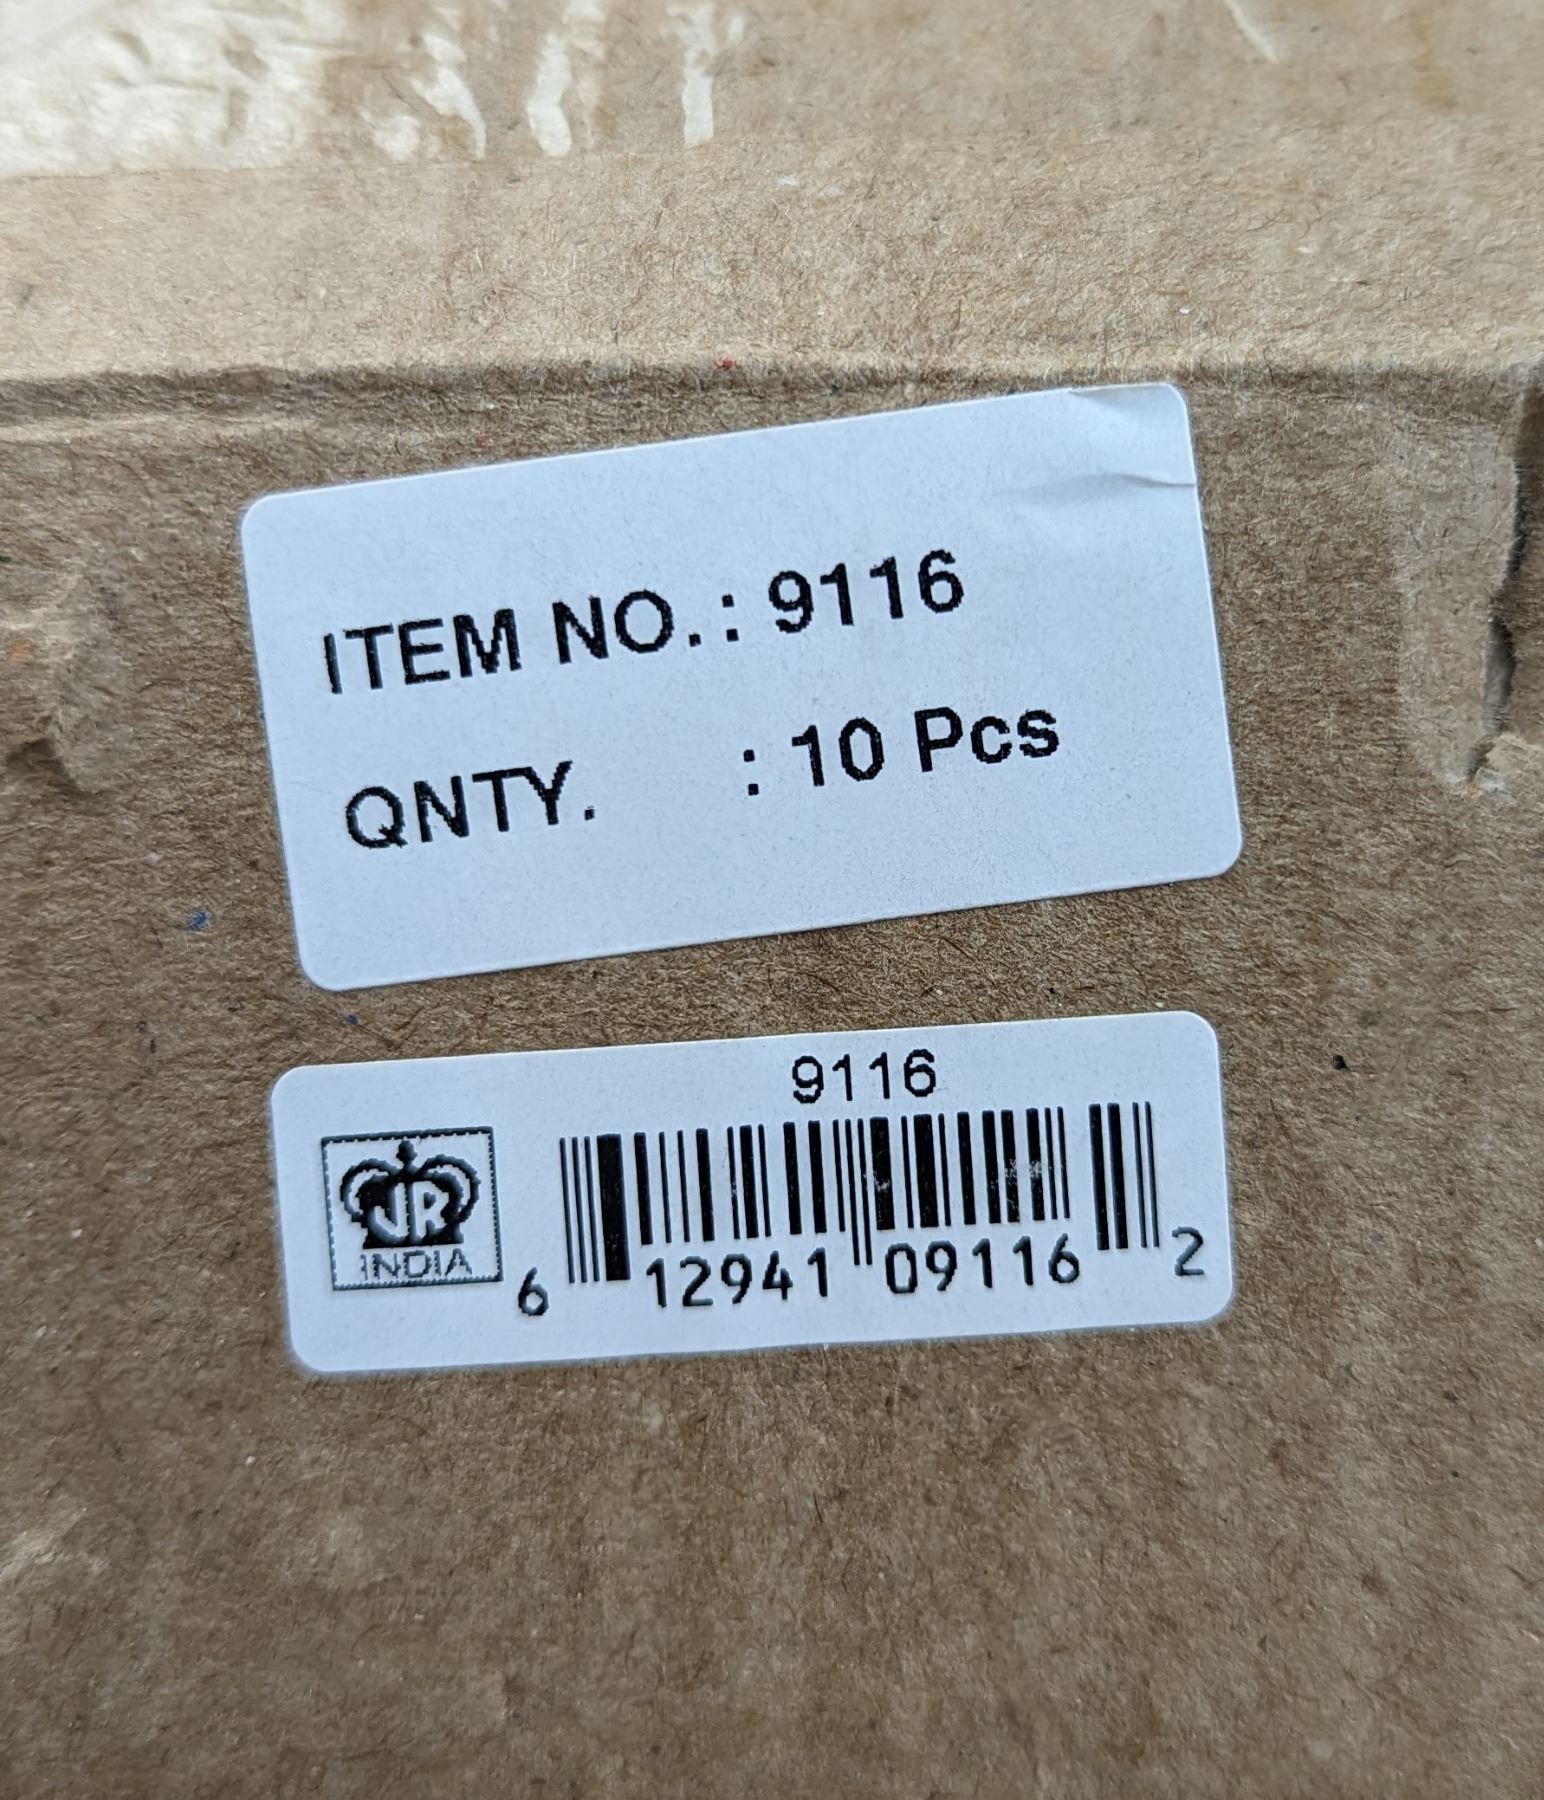 ITEM NO.: 9116
QNTY. : 10 Pcs
9116
JR
INDIA
6 12941 09116 2